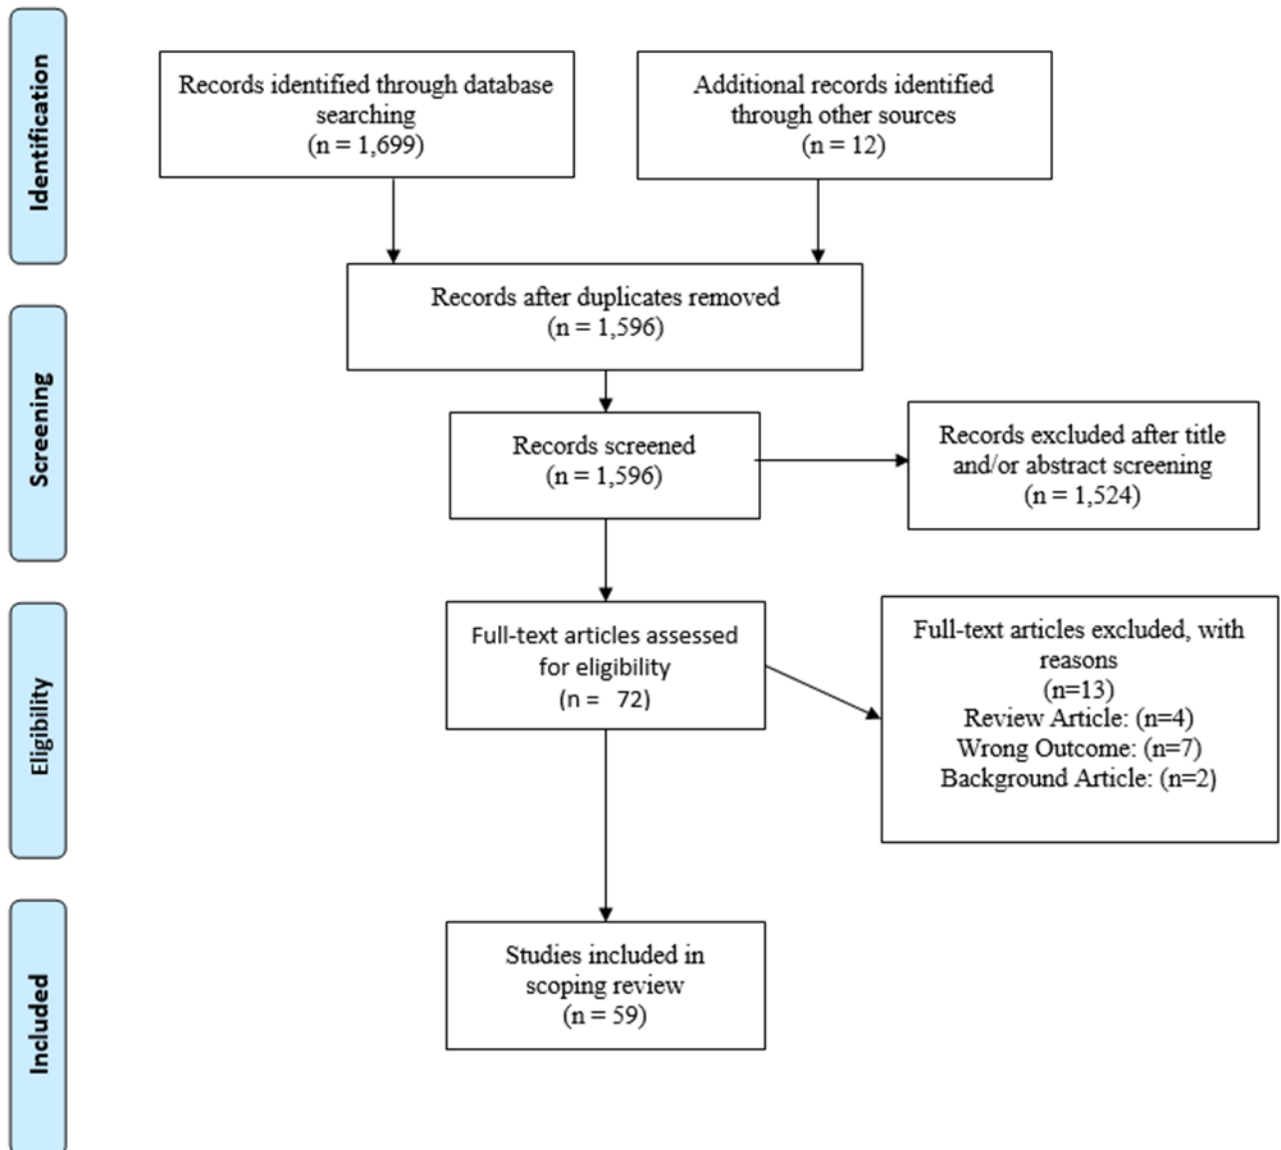 Identification
Records identified through database
searching
(n = 1,699)
Additional records identified
through other sources
(n = 12)
Records after duplicates removed
(n = 1,596)
Screening
Records screened
(n = 1,596)
Records excluded after title
and/or abstract screening
(n = 1,524)
Eligibility
Full-text articles assessed
for eligibility
(n =   72)
Full-text articles excluded, with
reasons
(n=13)
Review Article: (n=4)
Wrong Outcome: (n=7)
Background Article: (n=2)
Included
Studies included in
scoping review
(n = 59)